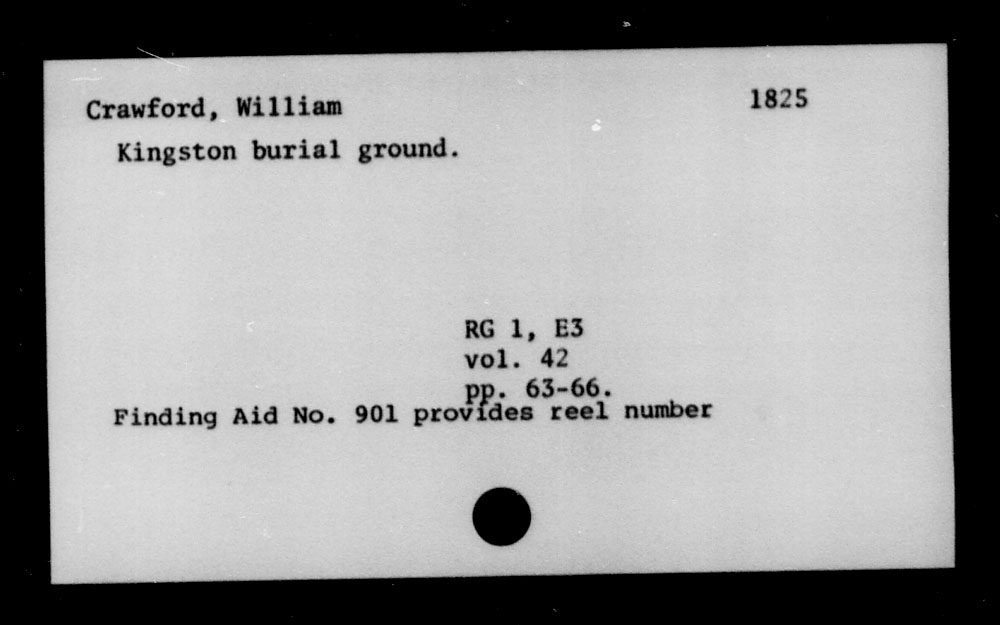 Crawford, William 1825
Kingston burial ground.
RG 1, E3
vol. 42
pp. 63-66.
Finding Aid No. 901 provides reel number